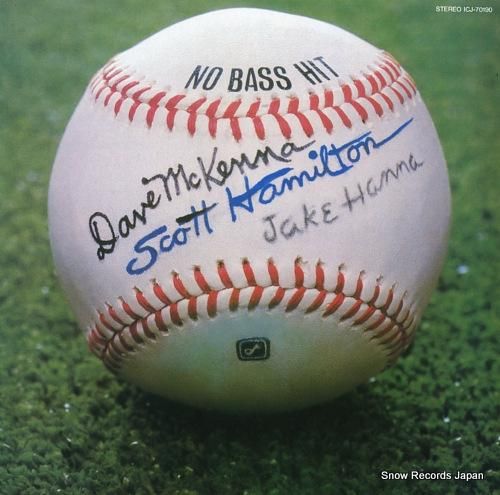 STEREO ICJ-70190
NO BASS HIT
Dave McKenna
Scott Hamilton
Jake Hanna
Snow Records Japan